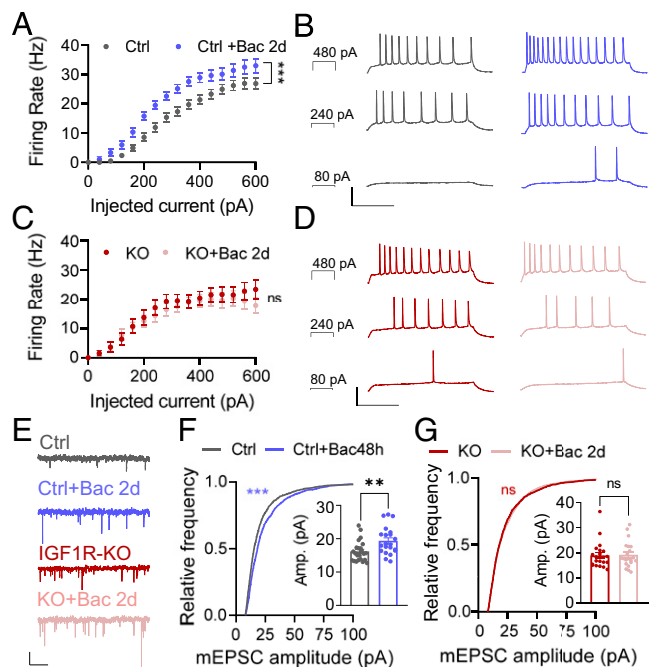 A
Ctrl
Ctrl +Bac 2d
Firing Rate (Hz)
40
30
20
10
0
***
0
200
400
600
Injected current (pA)
B
480 pA
240 pA
80 pA
C
KO
KO+Bac 2d
Firing Rate (Hz)
40
30
20
10
0
ns
0
200
400
600
Injected current (pA)
D
480 pA
240 pA
80 pA
E
Ctrl
Ctrl+Bac 2d
IGF1R-KO
KO+Bac 2d
F
Ctrl
Ctrl+Bac48h
Relative frequency
1.0
0.5
0.0
***
**
Amp. (pA)
30
20
10
0
0
25
50
75
100
mEPSC amplitude (pA)
G
KO
KO+Bac 2d
Relative frequency
1.0
0.5
0.0
ns
ns
Amp. (pA)
40
30
20
10
0
0
25
50
75
100
mEPSC amplitude (pA)